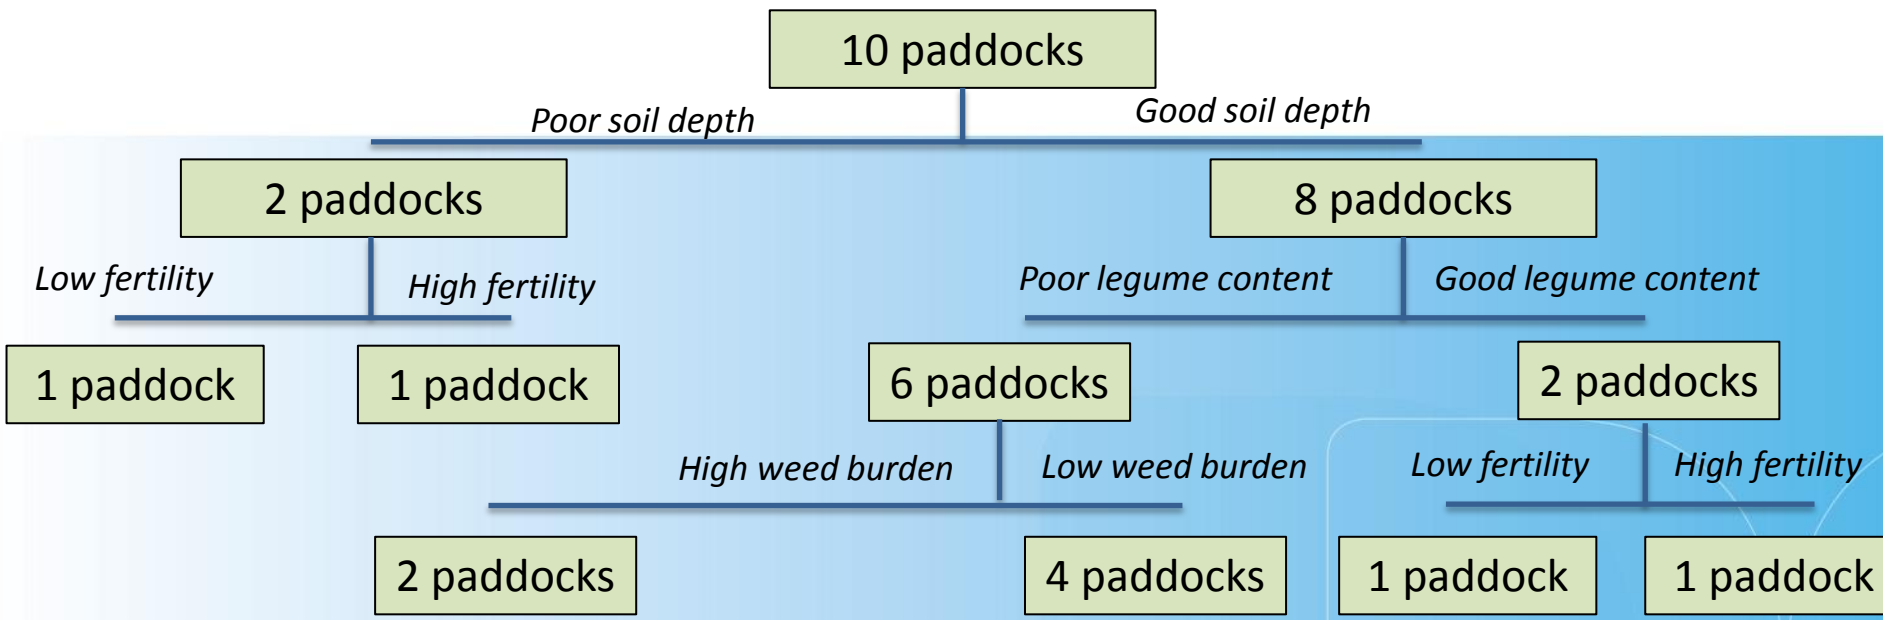 10 paddocks
Poor soil depth
Good soil depth
2 paddocks
8 paddocks
Low fertility
High fertility
Poor legume content
Good legume content
1 paddock
1 paddock
6 paddocks
2 paddocks
High weed burden
Low weed burden
Low fertility
High fertility
2 paddocks
4 paddocks
1 paddock
1 paddock